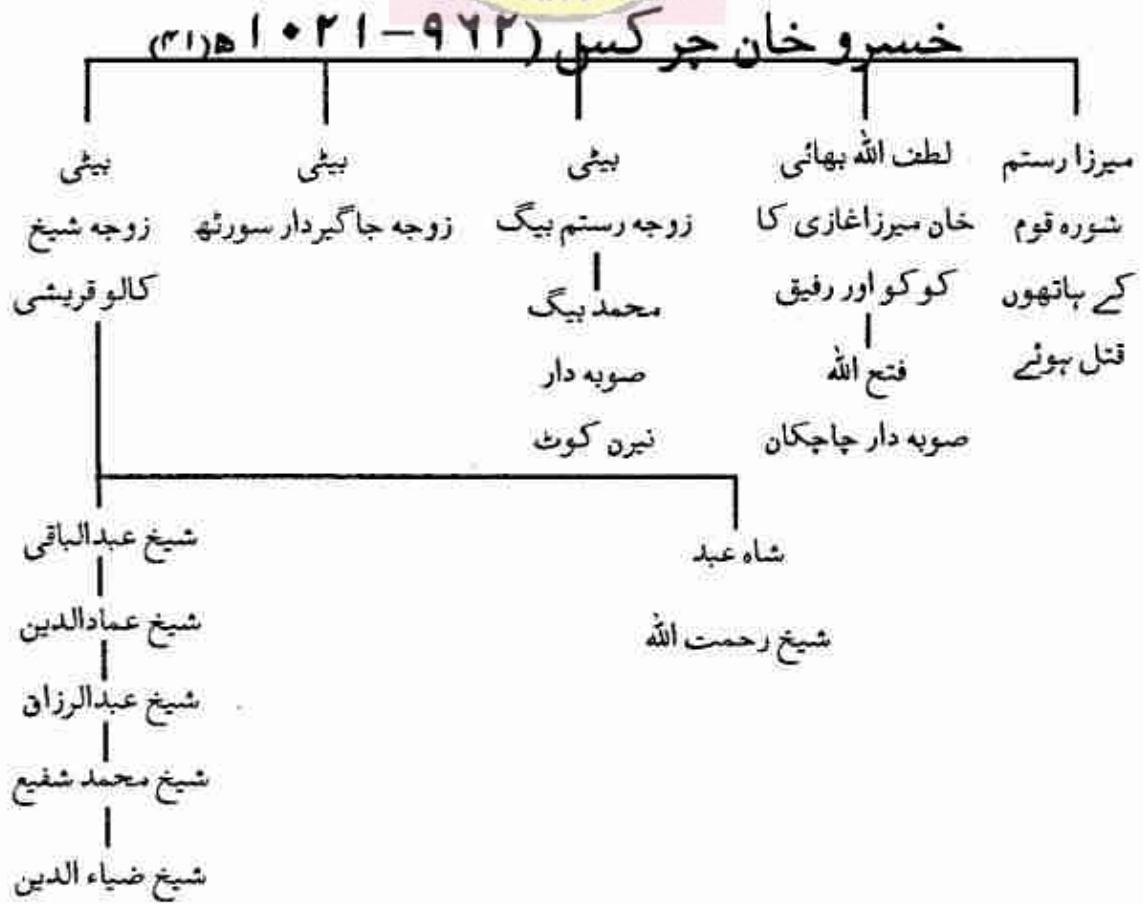 خسرو خان چرکس (۹۶۲-۱۰۲۱ھ(۴۱)
میرزا رستم
شورہ قوم
کے ہاتھوں
قتل ہوئے
لطف اللہ بھائی
خان میرزاغازی کا
کوکو اور رفیق
فتح اللہ
صوبہ دار چاچکان
بیٹی
زوجہ رستم بیگ
محمد بیگ
صوبہ دار
نیرن کوٹ
بیٹی
زوجہ جاگیردار سورٹھ
بیٹی
زوجہ شیخ
کالو قریشی
شاہ عبد
شیخ رحمت اللہ
شیخ عبدالباقی
شیخ عمادالدین
شیخ عبدالرزاق
شیخ محمد شفیع
شیخ ضیاء الدین